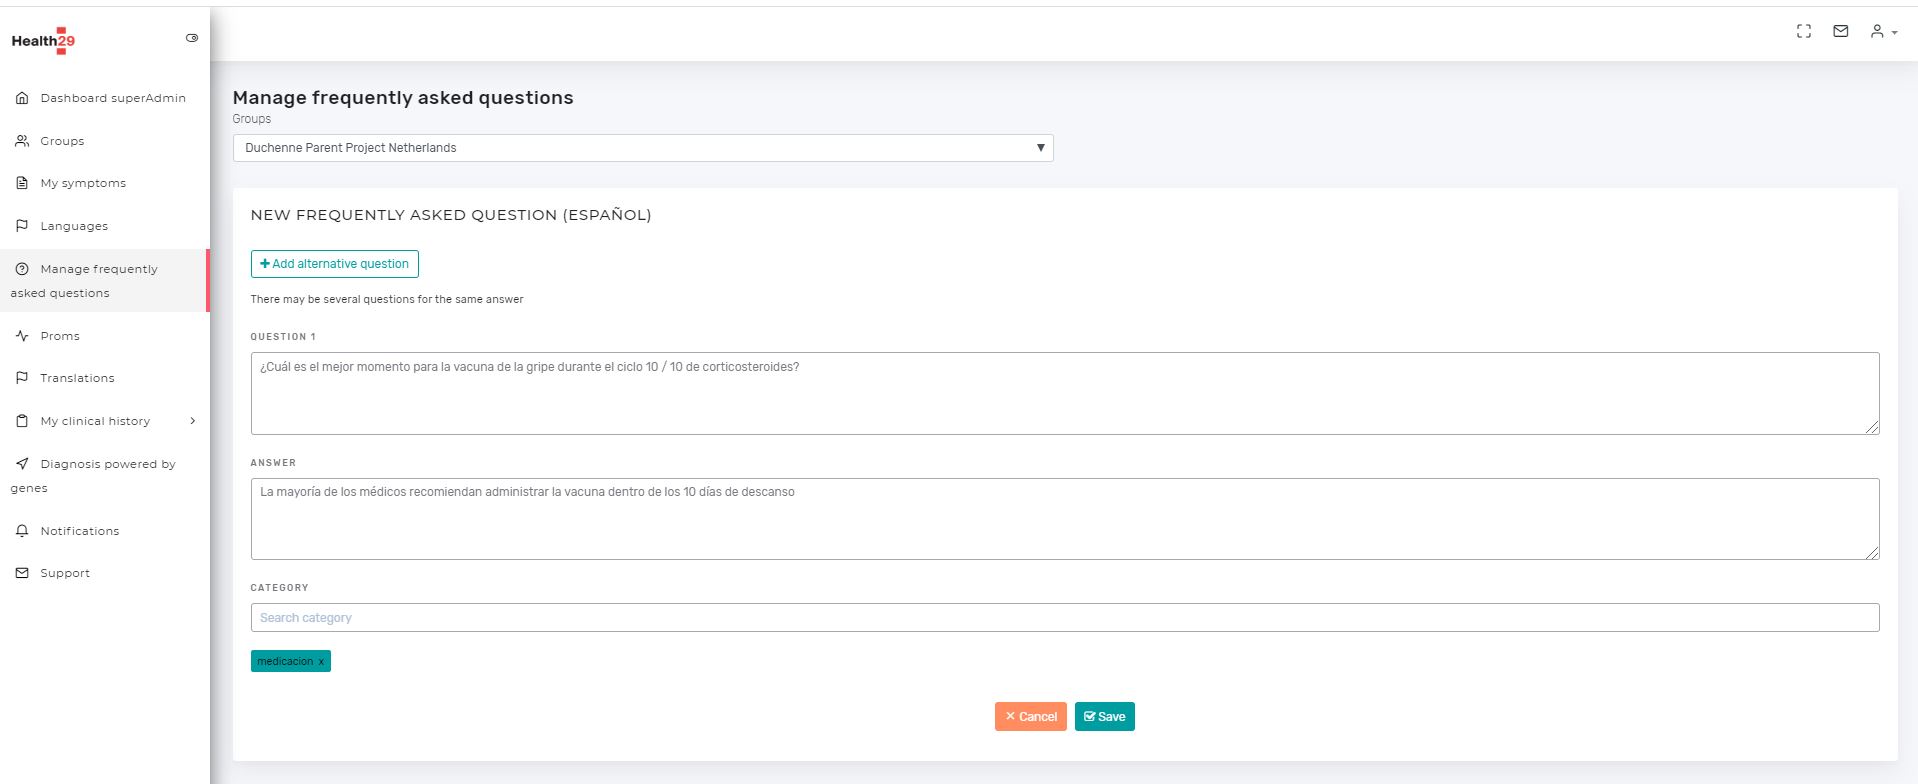 Health29
Dashboard superAdmin
Groups
My symptoms
Languages
Manage frequently
asked questions
Proms
Translations
My clinical history
Diagnosis powered by
genes
Notifications
Support
Manage frequently asked questions
Groups
Duchenne Parent Project Netherlands
NEW FREQUENTLY ASKED QUESTION (ESPAÑOL)
Add alternative question
There may be several questions for the same answer
QUESTION 1
¿Cuál es el mejor momento para la vacuna de la gripe durante el ciclo 10 / 10 de corticosteroides?
ANSWER
La mayoría de los médicos recomiendan administrar la vacuna dentro de los 10 días de descanso
CATEGORY
Search category
medicacion x
Cancel
Save